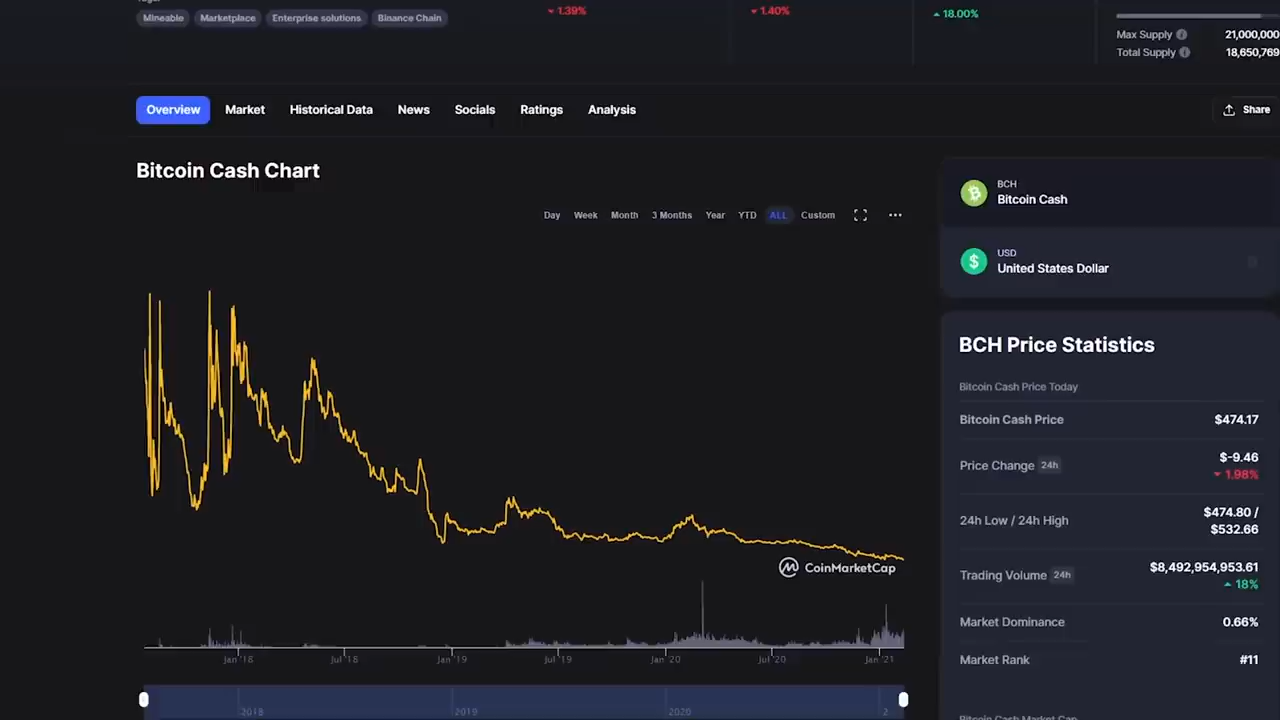 Mineable Marketplace Enterprise solutions Binance Chain
1.39%
1.40%
18.00%
Max Supply 21,000,000
Total Supply 18,650,769
Overview Market Historical Data News Socials Ratings Analysis
Share
Bitcoin Cash Chart
Day Week Month 3 Months Year YTD ALL Custom
BCH
Bitcoin Cash
USD
United States Dollar
BCH Price Statistics
Bitcoin Cash Price Today
Bitcoin Cash Price $474.17
Price Change 24h $-9.46
1.98%
24h Low / 24h High $474.80 /
$532.66
Trading Volume 24h $8,492,954,953.61
18%
Market Dominance 0.66%
Market Rank #11
Bitcoin Cash Market Cap
CoinMarketCap
Jan '18 Jul '18 Jan '19 Jul '19 Jan '20 Jul '20 Jan '21
2018 2019 2020 2